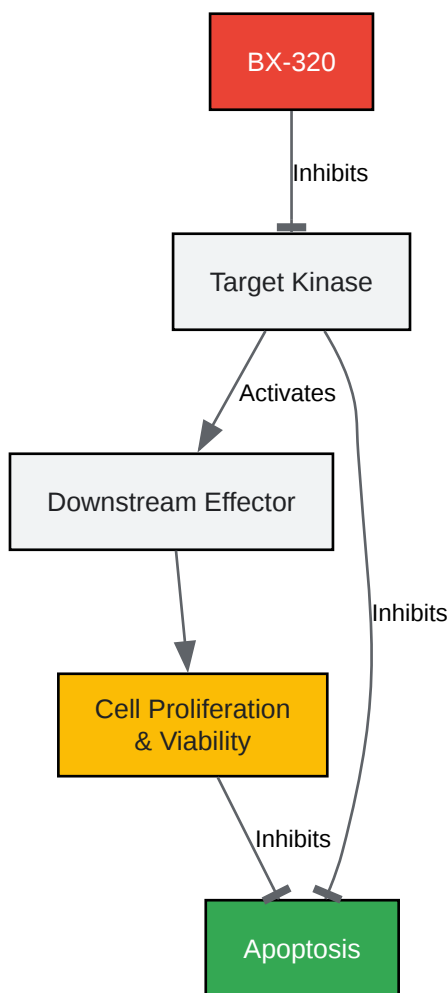 BX-320
Inhibits
Target Kinase
Activates
Downstream Effector
Inhibits
Cell Proliferation
& Viability
Inhibits
Apoptosis